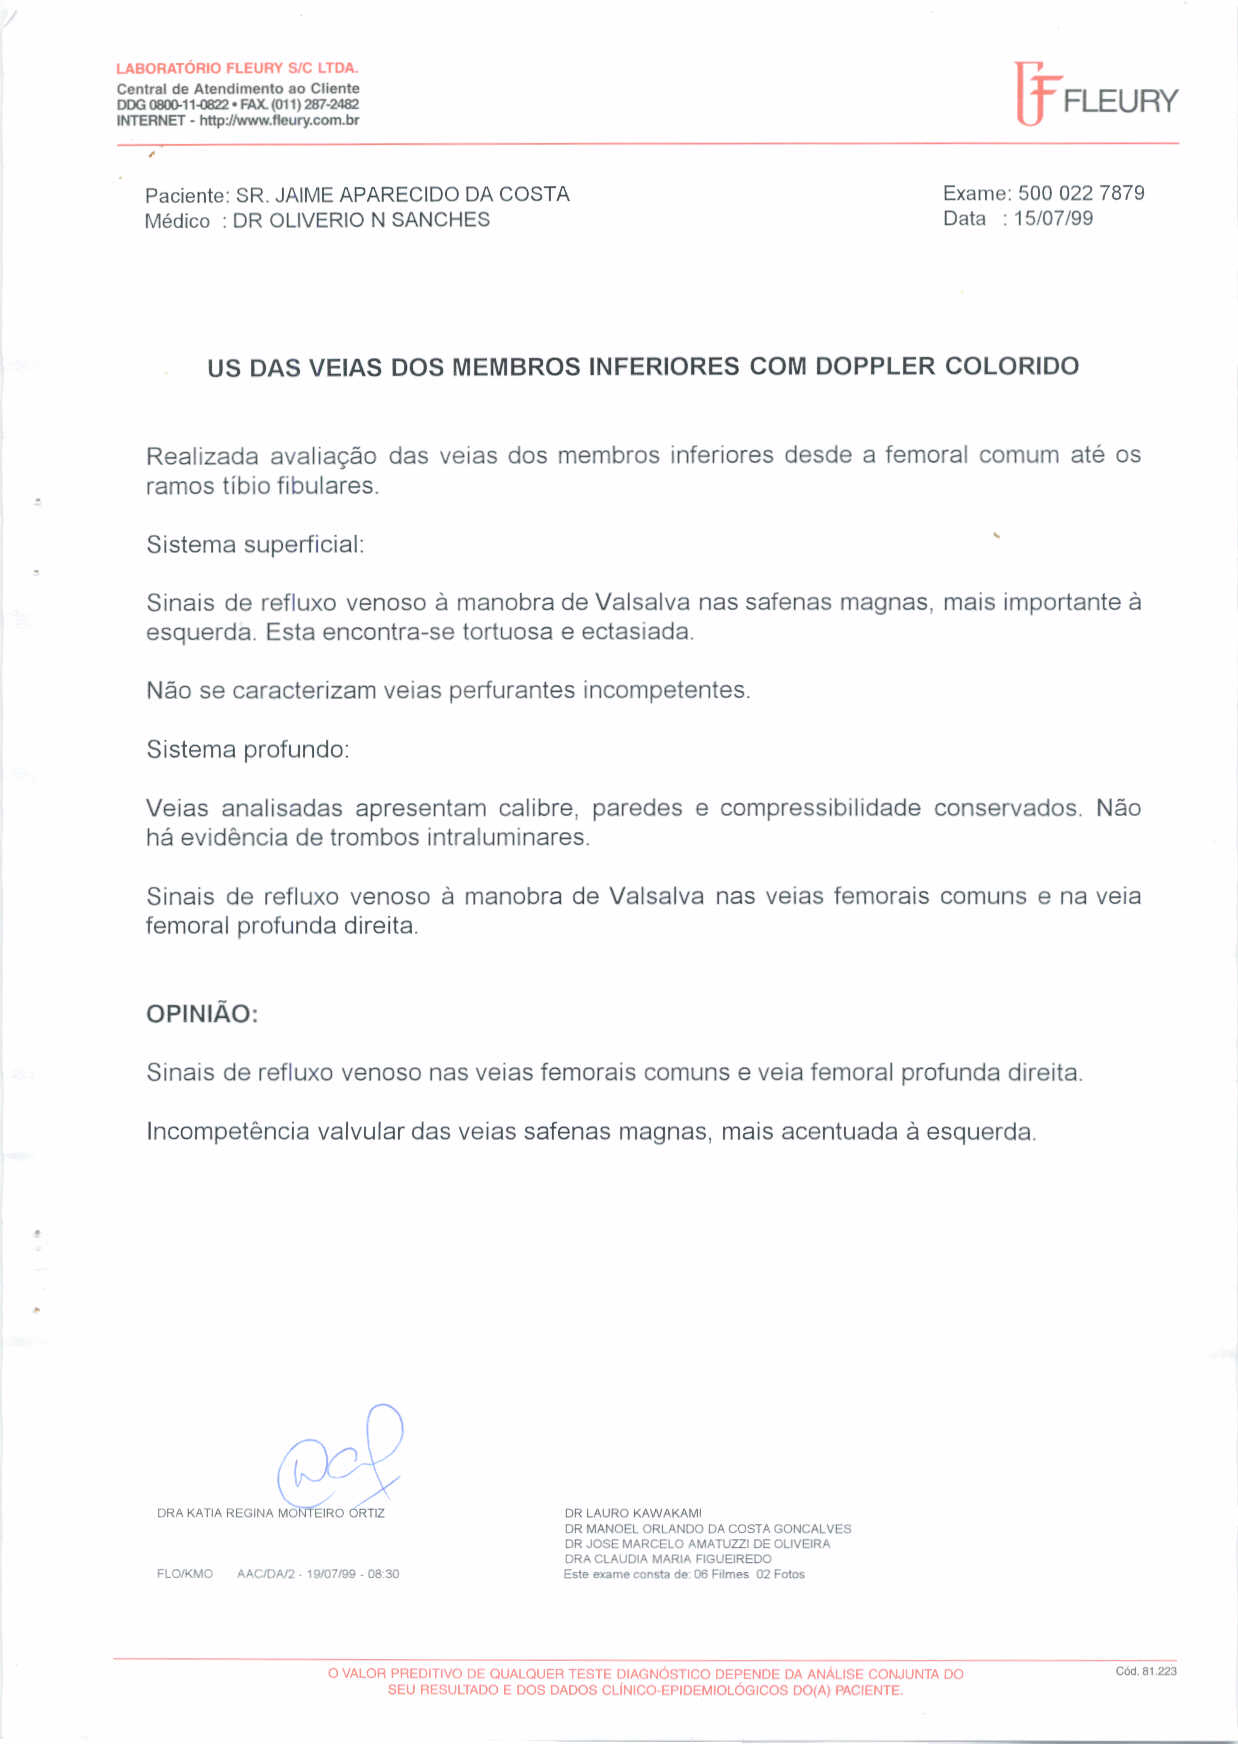 LABORATÓRIO FLEURY S/C LTDA.
Central de Atendimento ao Cliente
DDG 0800-11-0822 • FAX. (011) 287-2482
INTERNET - http://www.fleury.com.br
FLEURY
Paciente: SR. JAIME APARECIDO DA COSTA
Médico : DR OLIVERIO N SANCHES
Exame: 500 022 7879
Data : 15/07/99
US DAS VEIAS DOS MEMBROS INFERIORES COM DOPPLER COLORIDO
Realizada avaliação das veias dos membros inferiores desde a femoral comum até os
ramos tíbio fibulares.
Sistema superficial:
Sinais de refluxo venoso à manobra de Valsalva nas safenas magnas, mais importante à
esquerda. Esta encontra-se tortuosa e ectasiada.
Não se caracterizam veias perfurantes incompetentes.
Sistema profundo:
Veias analisadas apresentam calibre, paredes e compressibilidade conservados. Não
há evidência de trombos intraluminares.
Sinais de refluxo venoso à manobra de Valsalva nas veias femorais comuns e na veia
femoral profunda direita.
OPINIÃO:
Sinais de refluxo venoso nas veias femorais comuns e veia femoral profunda direita.
Incompetência valvular das veias safenas magnas, mais acentuada à esquerda.
DRA KATIA REGINA MONTEIRO ORTIZ
FLO/KMO AAC/DA/2 - 19/07/99 - 08:30
DR LAURO KAWAKAMI
DR MANOEL ORLANDO DA COSTA GONCALVES
DR JOSE MARCELO AMATUZZI DE OLIVEIRA
DRA CLAUDIA MARIA FIGUEIREDO
Este exame consta de: 06 Filmes 02 Fotos
O VALOR PREDITIVO DE QUALQUER TESTE DIAGNÓSTICO DEPENDE DA ANÁLISE CONJUNTA DO
SEU RESULTADO E DOS DADOS CLÍNICO-EPIDEMIOLÓGICOS DO(A) PACIENTE.
Cód. 81.223